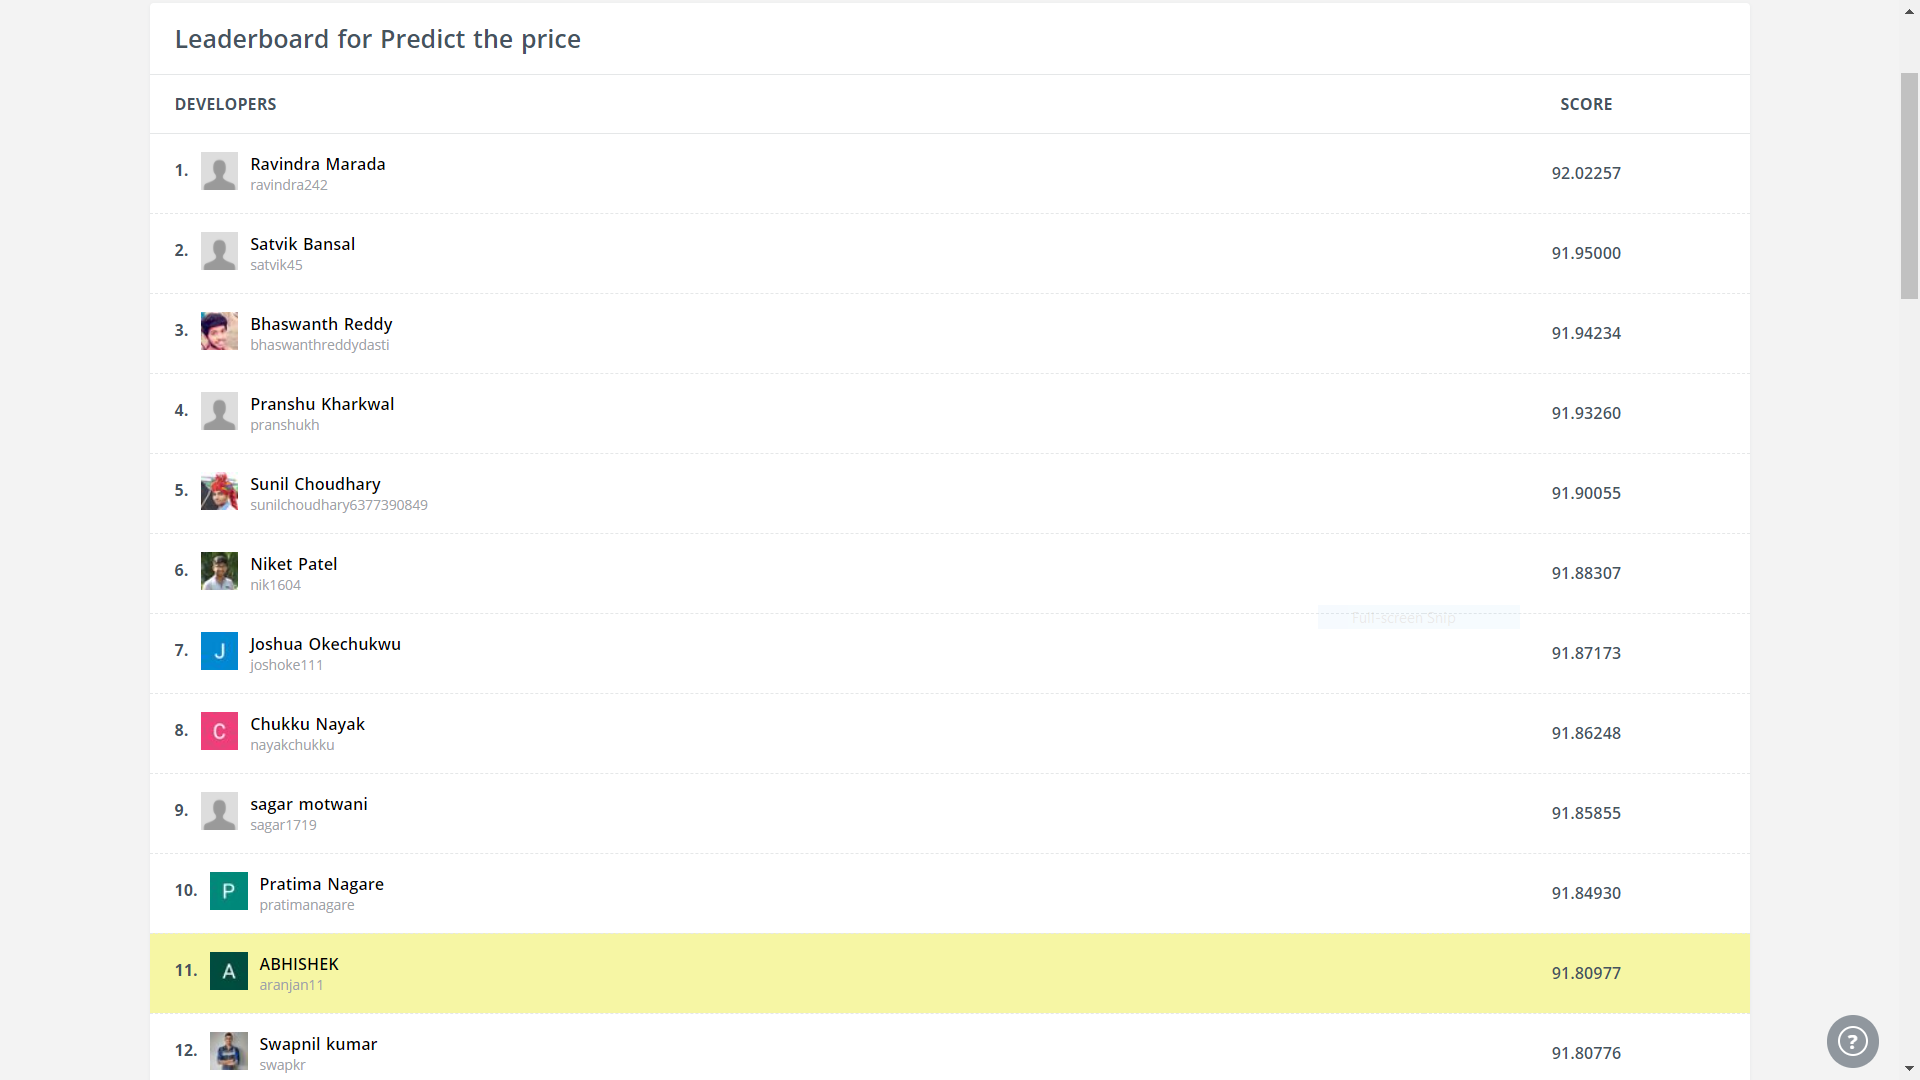 Leaderboard for Predict the price
DEVELOPERS SCORE
1. Ravindra Marada 92.02257
ravindra242
2. Satvik Bansal 91.95000
satvik45
3. Bhaswanth Reddy 91.94234
bhaswanthreddydasti
4. Pranshu Kharkwal 91.93260
pranshukh
5. Sunil Choudhary 91.90055
sunilchoudhary6377390849
6. Niket Patel 91.88307
nik1604
Full-screen Snip
7. J Joshua Okechukwu 91.87173
joshoke111
8. C Chukku Nayak 91.86248
nayakchukku
9. sagar motwani 91.85855
sagar1719
10. P Pratima Nagare 91.84930
pratimanagare
11. A ABHISHEK 91.80977
aranjan11
12. Swapnil kumar 91.80776
swapkr
?